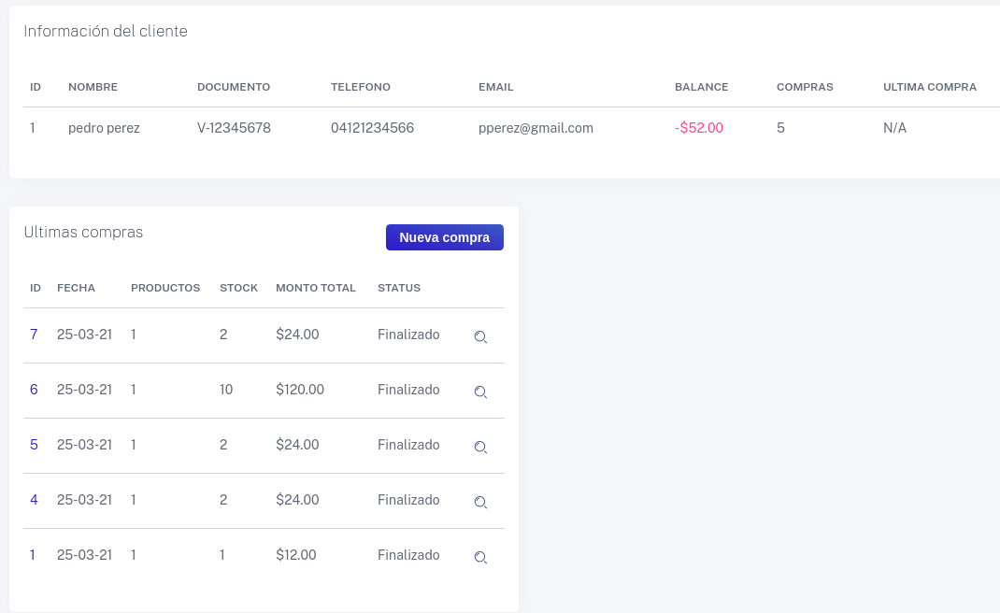 Información del cliente
ID NOMBRE DOCUMENTO TELEFONO EMAIL BALANCE COMPRAS ULTIMA COMPRA
1 pedro perez V-12345678 04121234566 pperez@gmail.com -$52.00 5 N/A
Ultimas compras Nueva compra
ID FECHA PRODUCTOS STOCK MONTO TOTAL STATUS
7 25-03-21 1 2 $24.00 Finalizado
6 25-03-21 1 10 $120.00 Finalizado
5 25-03-21 1 2 $24.00 Finalizado
4 25-03-21 1 2 $24.00 Finalizado
1 25-03-21 1 1 $12.00 Finalizado